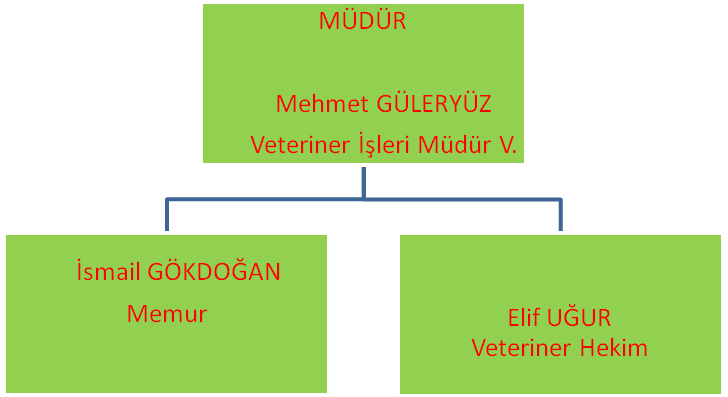 MÜDÜR
Mehmet GÜLERYÜZ
Veteriner İşleri Müdür V.
İsmail GÖKDOĞAN
Memur
Elif UĞUR
Veteriner Hekim